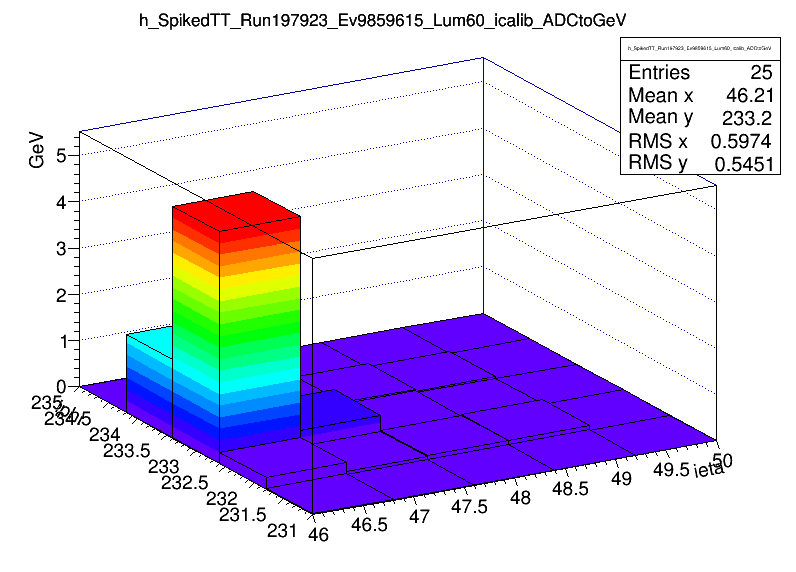 h_SpikedTT_Run197923_Ev9859615_Lum60_icalib_ADCtoGeV
h_SpikedTT_Run197923_Ev9859615_Lum60_icalib_ADCtoGeV
Entries 25
Mean x 46.21
Mean y 233.2
RMS x 0.5974
RMS y 0.5451
GeV
5
4
3
2
1
0
235
234.5
234
233.5
233
232.5
232
231.5
231
46
46.5
47
47.5
48
48.5
49
49.5
50
ieta